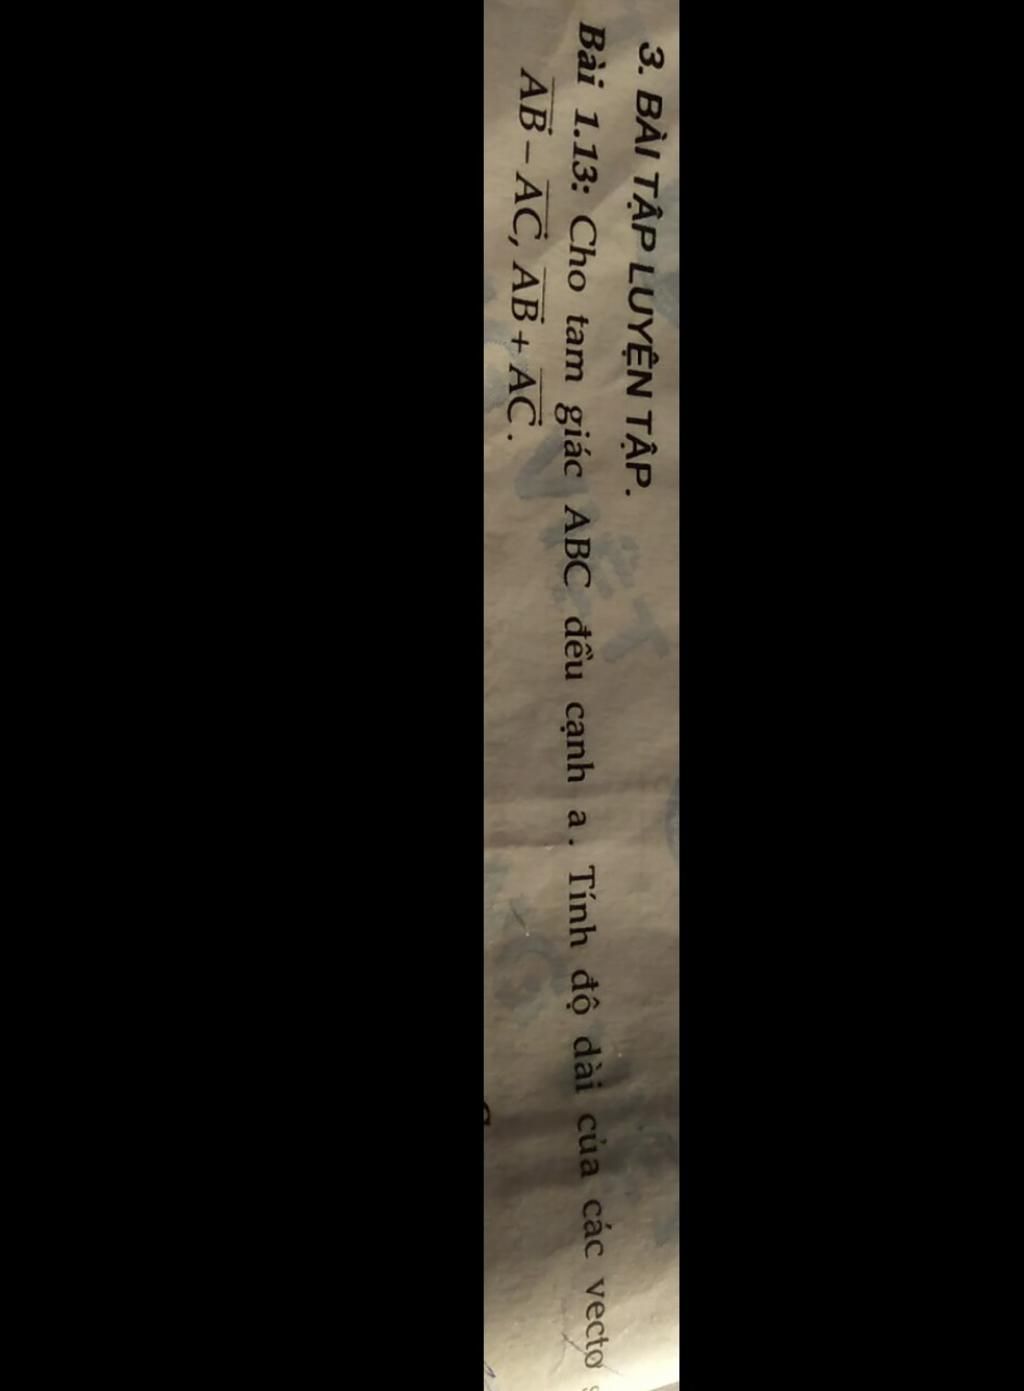 3. BÀI TẬP LUYỆN TẬP.
Bài 1.13: Cho tam giác ABC đều cạnh a. Tính độ dài của các vectơ
AB − AC, AB + AC.